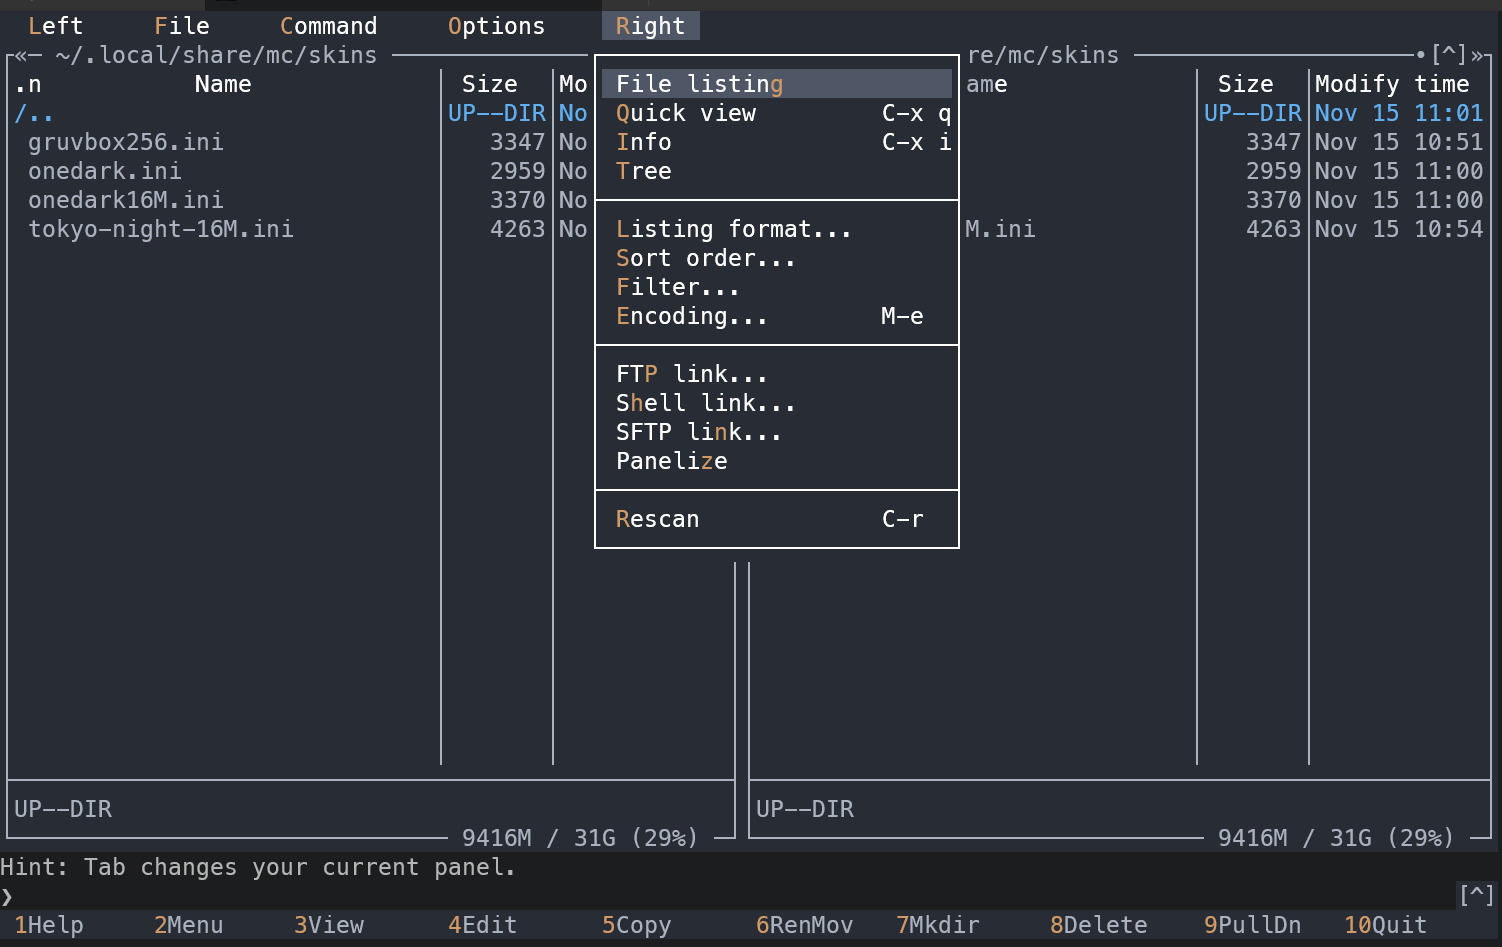 Left File Command Options Right
«─ ~/.local/share/mc/skins re/mc/skins •[^]»
.n Name Size Mo File listing ame Size Modify time
/.. UP--DIR No Quick view C-x q UP--DIR Nov 15 11:01
gruvbox256.ini 3347 No Info C-x i 3347 Nov 15 10:51
onedark.ini 2959 No Tree 2959 Nov 15 11:00
onedark16M.ini 3370 No 3370 Nov 15 11:00
tokyo-night-16M.ini 4263 No Listing format... M.ini 4263 Nov 15 10:54
Sort order...
Filter...
Encoding... M-e
FTP link...
Shell link...
SFTP link...
Panelize
Rescan C-r
UP--DIR UP--DIR
9416M / 31G (29%) 9416M / 31G (29%)
Hint: Tab changes your current panel.
❯ [^]
1Help 2Menu 3View 4Edit 5Copy 6RenMov 7Mkdir 8Delete 9PullDn 10Quit